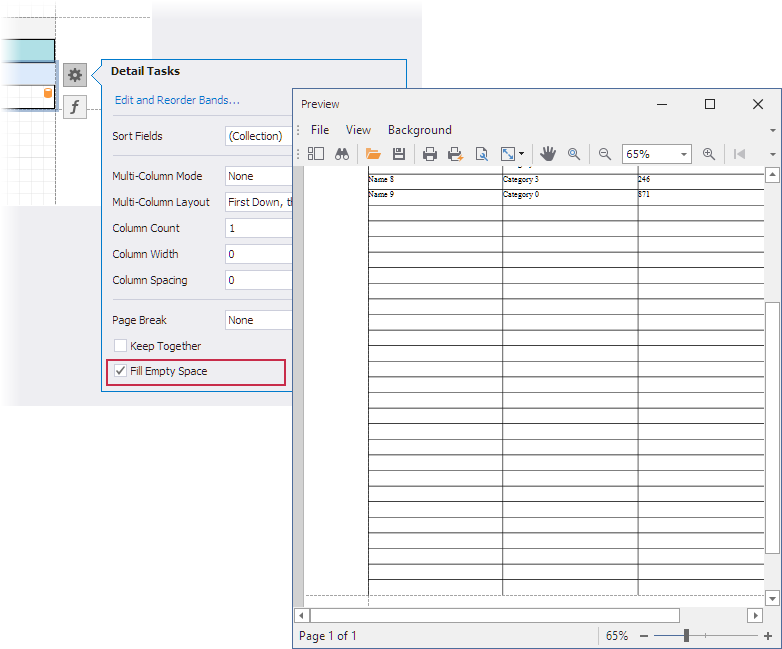 Detail Tasks
Edit and Reorder Bands...
Sort Fields (Collection)
Multi-Column Mode None
Multi-Column Layout First Down, th
Column Count 1
Column Width 0
Column Spacing 0
Page Break None
Keep Together
Fill Empty Space
f
Preview
File View Background
65%
Name 8 Category 3 246
Name 9 Category 0 871
Page 1 of 1 65%